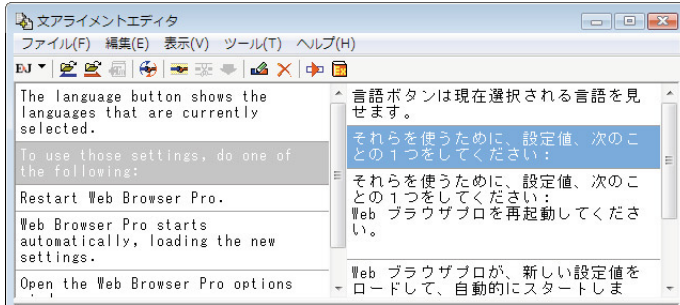 文アライメントエディタ
ファイル(F) 編集(E) 表示(V) ツール(T) ヘルプ(H)
EJ
The language button shows the
languages that are currently
selected.
To use those settings, do one of
the following:
Restart Web Browser Pro.
Web Browser Pro starts
automatically, loading the new
settings.
Open the Web Browser Pro options
言語ボタンは現在選択される言語を見
せます。
それらを使うために、設定値、次のこ
との1つをしてください:
それらを使うために、設定値、次のこ
との1つをしてください:
Web ブラウザプロを再起動してくださ
い。
Web ブラウザプロが、新しい設定値を
ロードして、自動的にスタートしま